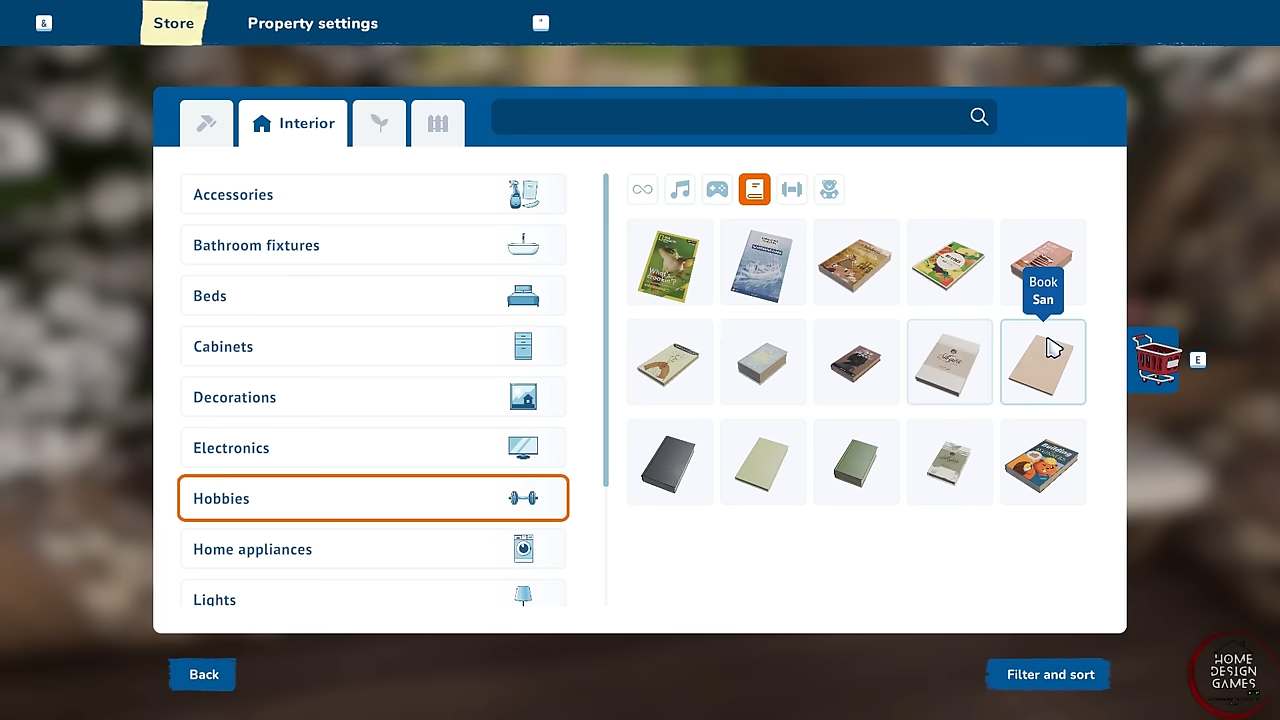 &
Store
Property settings
"
Interior
Accessories
Bathroom fixtures
Beds
Cabinets
Decorations
Electronics
Hobbies
Home appliances
Lights
Book
San
E
Building
Back
Filter and sort
HOME
DESIGN
GAMES